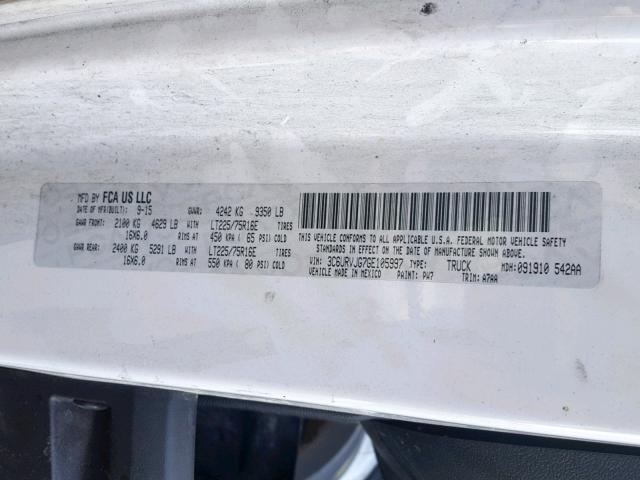 MFD BY FCA US LLC
DATE OF MFR(BUILT): 9-15 GVWR: 4242 KG 9350 LB
GAWR FRONT: 2100 KG 4629 LB LT225/75R16E TIRES
16X6.0 RIMS AT 450 KPA ( 65 PSI) COLD
GAWR REAR: 2400 KG 5291 LB LT225/75R16E TIRES
16X6.0 RIMS AT 550 KPA ( 80 PSI) COLD
THIS VEHICLE CONFORMS TO ALL APPLICABLE U.S.A. FEDERAL MOTOR VEHICLE SAFETY
STANDARDS IN EFFECT ON THE DATE OF MANUFACTURE SHOWN ABOVE.
VIN: 3C6URVJG7GE105997 TYPE: TRUCK MDH:091910 542AA
VEHICLE MADE IN MEXICO PAINT: PW7 TRIM: A7AA